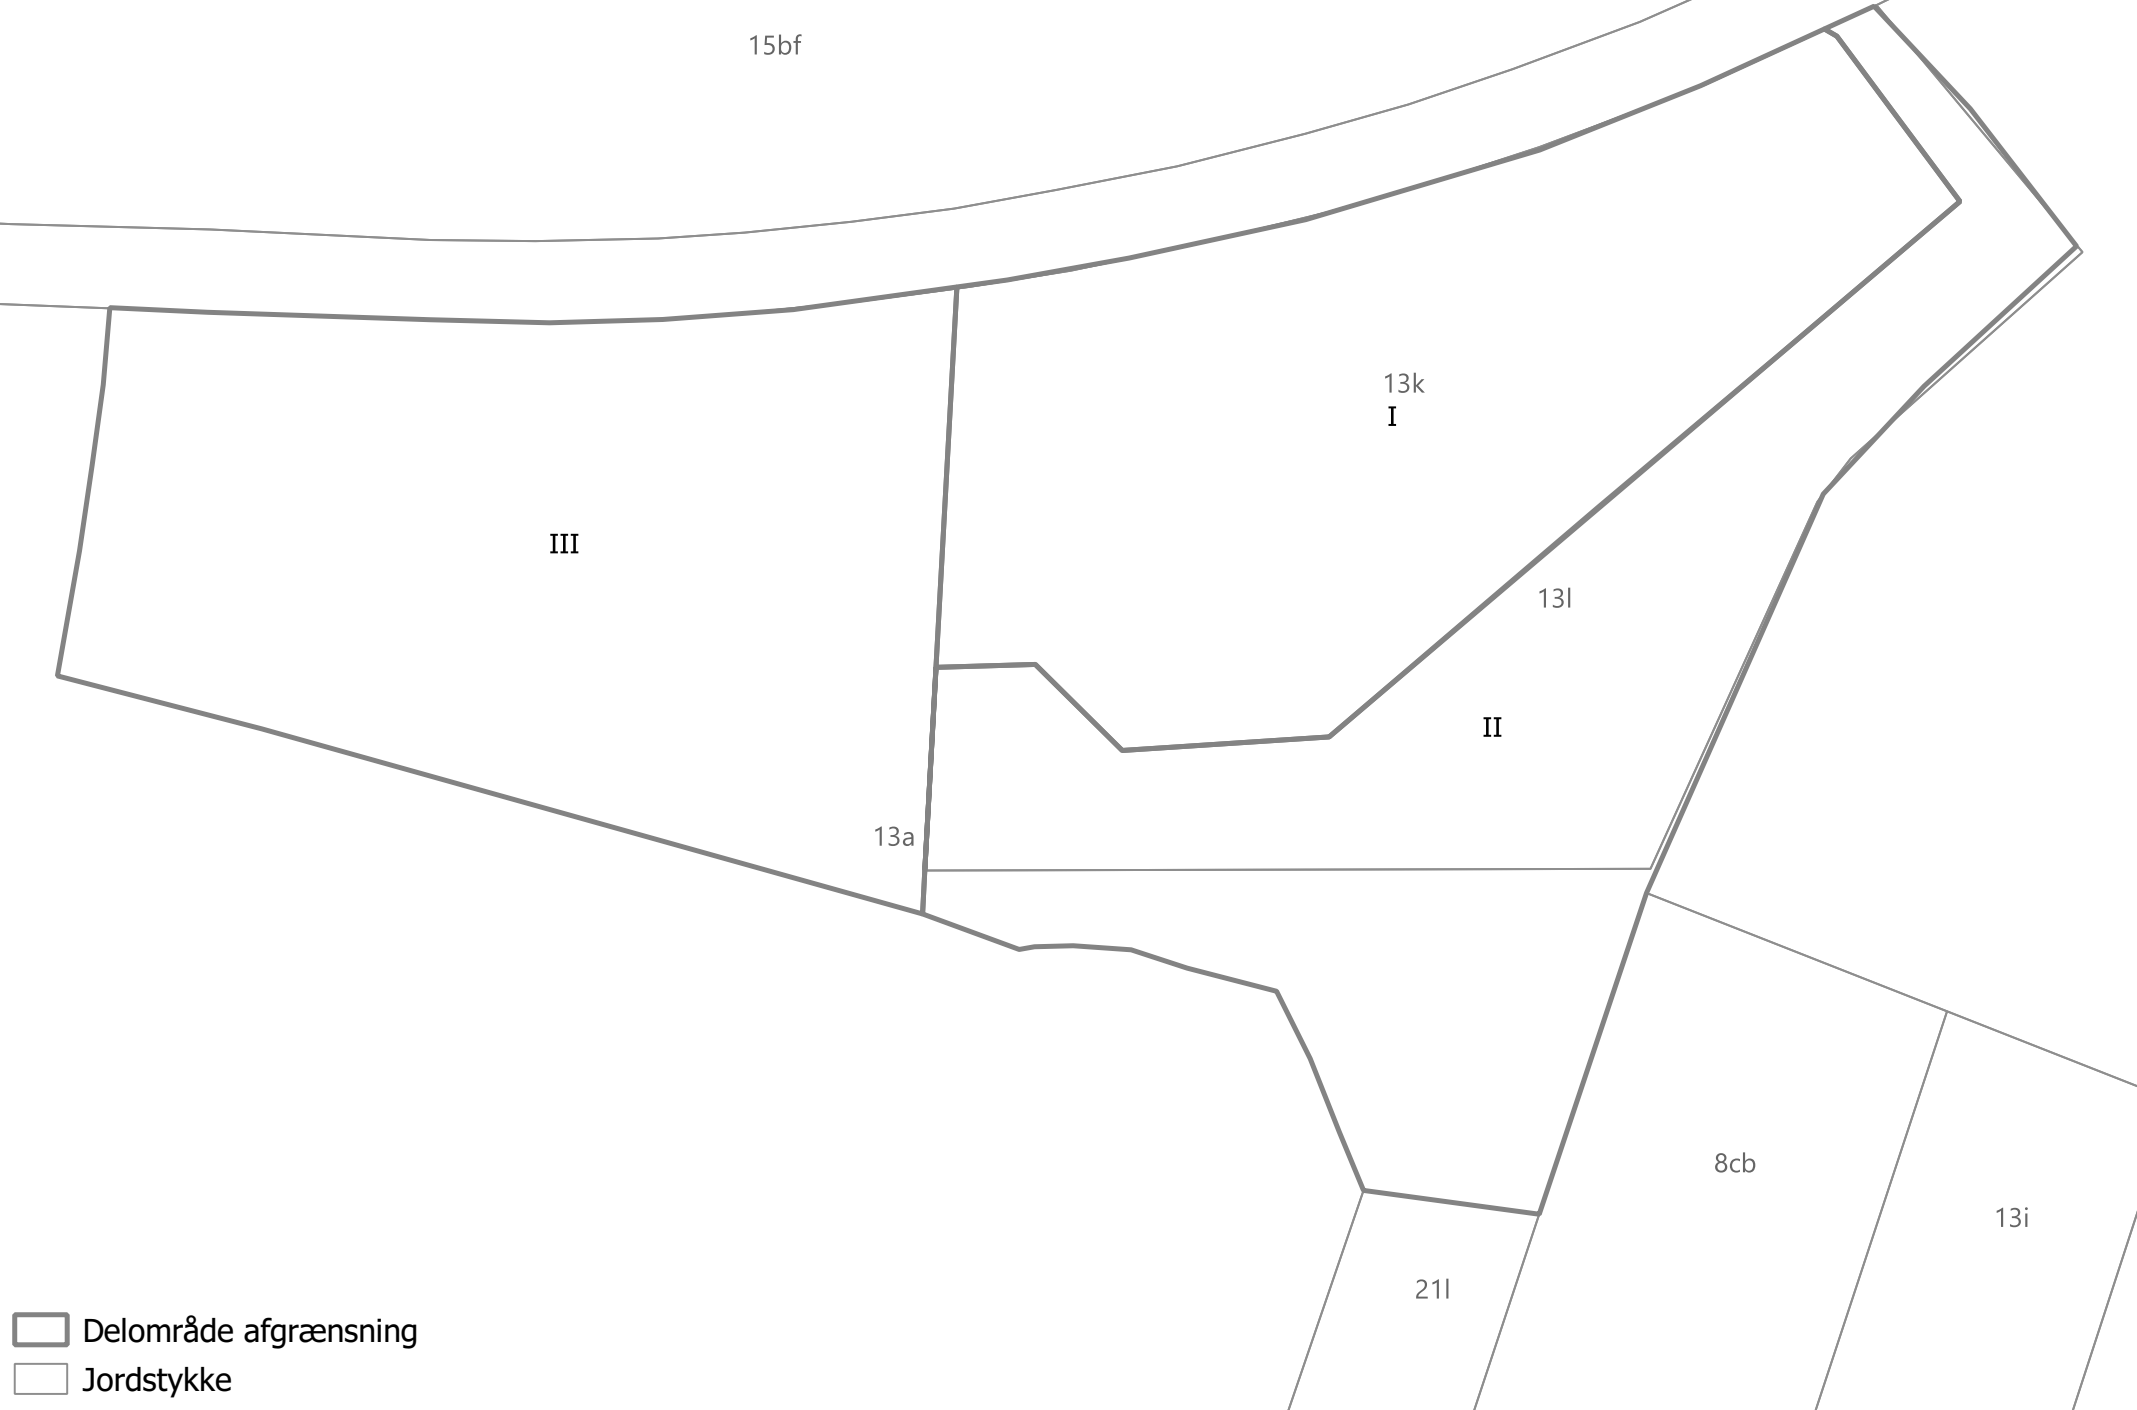 15bf
13k
I
III
13l
II
13a
8cb
13i
21l
Delområde afgrænsning
Jordstykke